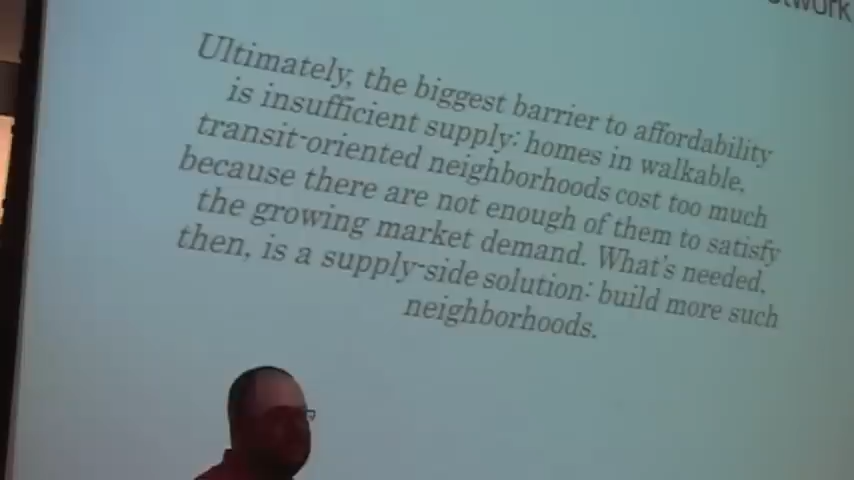 Ultimately, the biggest barrier to affordability
is insufficient supply: homes in walkable,
transit-oriented neighborhoods cost too much
because there are not enough of them to satisfy
the growing market demand. What's needed,
then, is a supply-side solution: build more such
neighborhoods.